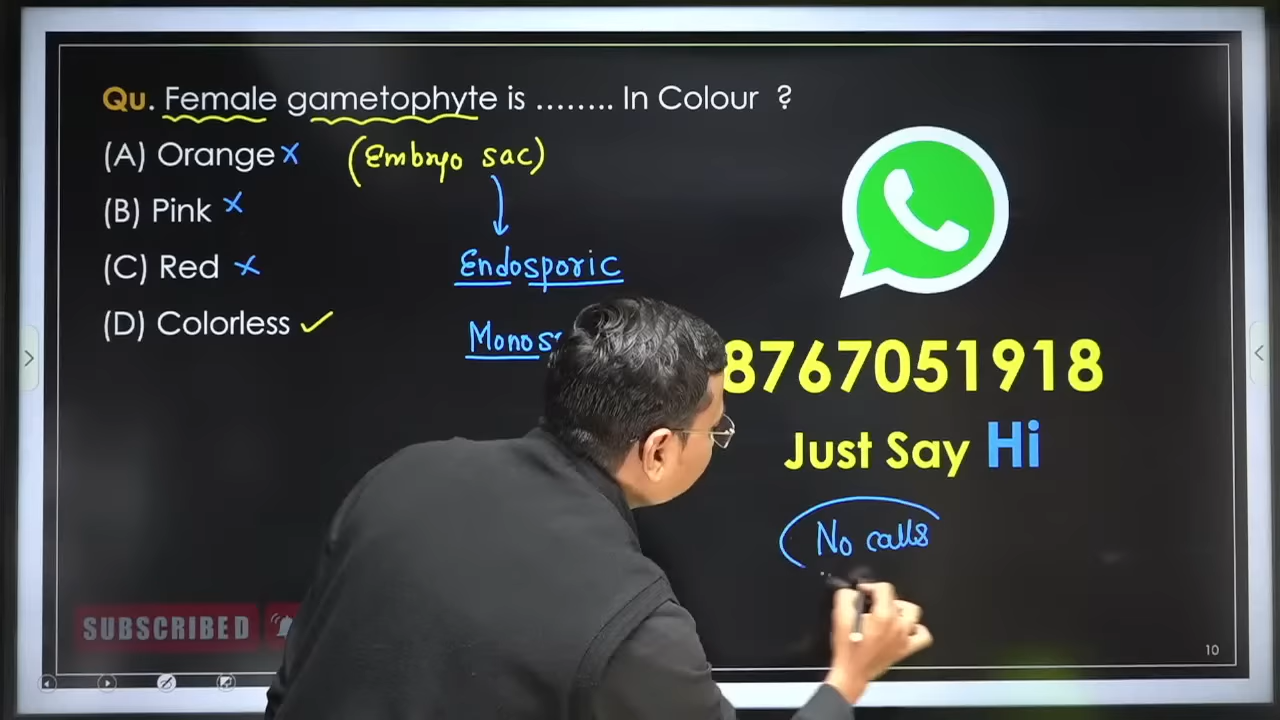 Qu. Female gametophyte is ........ In Colour ?
(A) Orange x
(Embryo sac)
(B) Pink x
(C) Red x
Endosporic
(D) Colorless ✓
8767051918
Just Say Hi
No calls
SUBSCRIBED
10